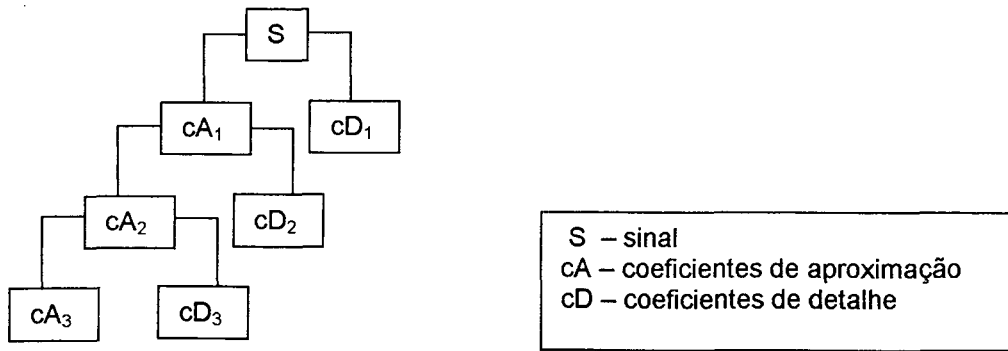 S
cA₁ cD₁
cA₂ cD₂
cA₃ cD₃
S – sinal
cA – coeficientes de aproximação
cD – coeficientes de detalhe